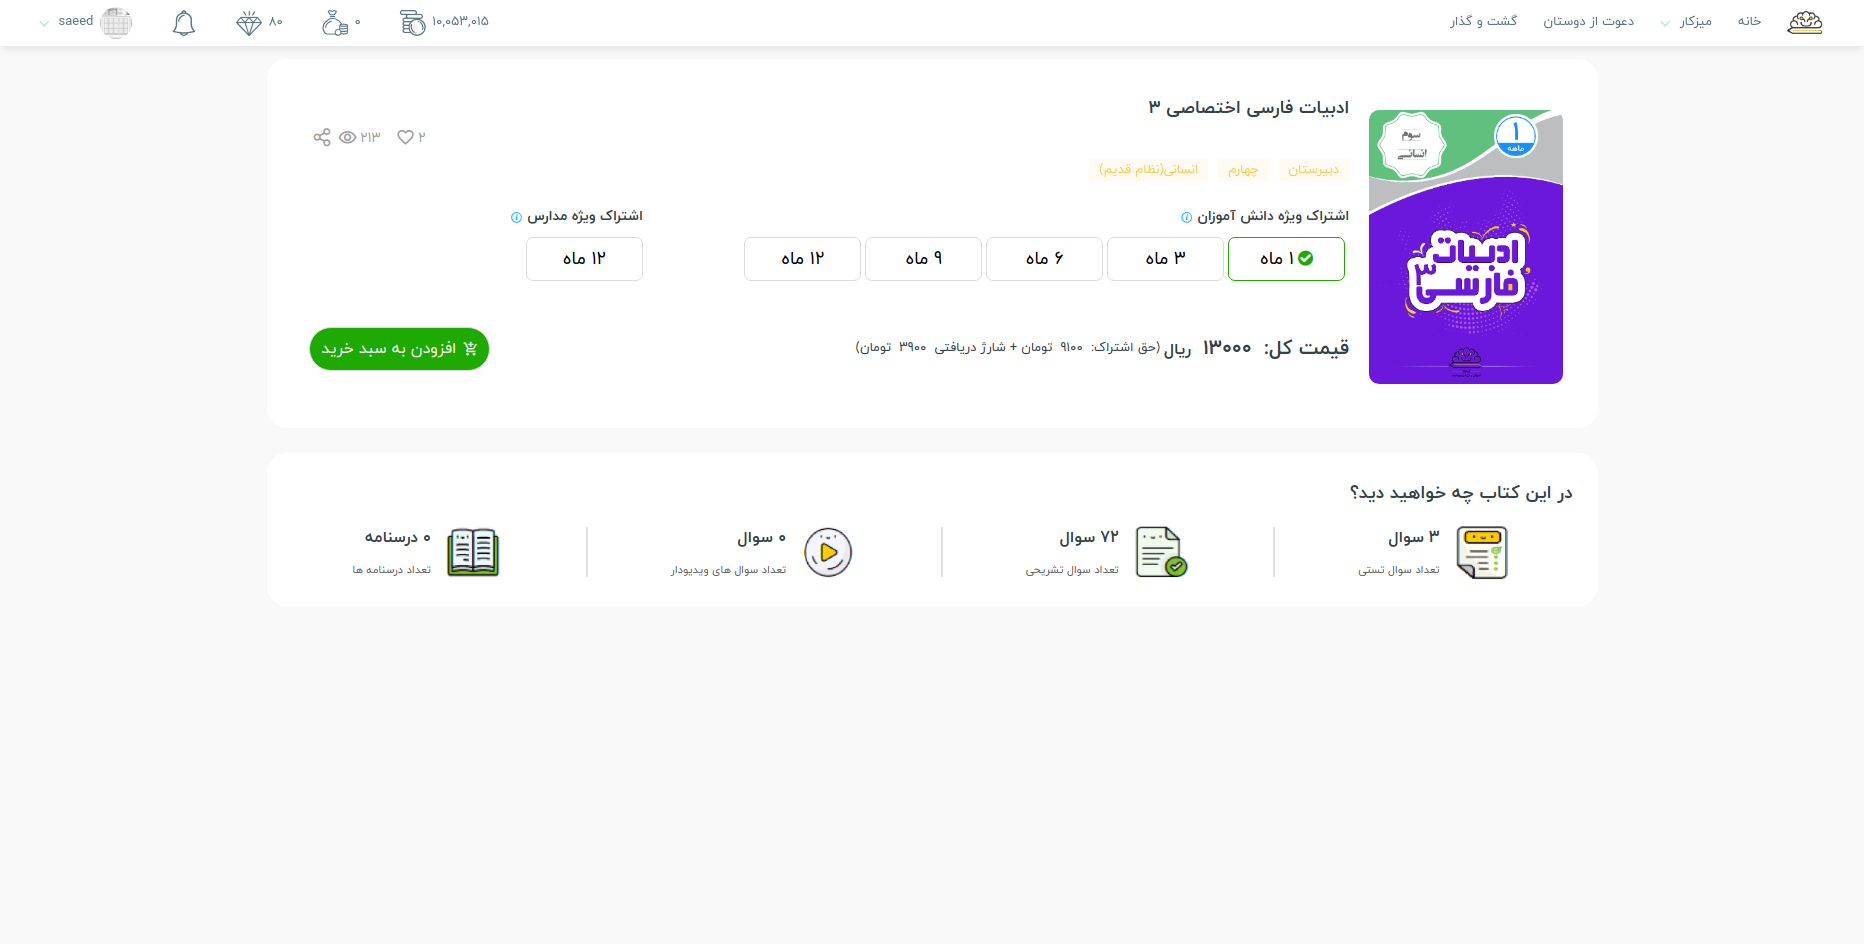 خانه
میزکار
دعوت از دوستان
گشت و گذار
۱۰,۰۵۳,۰۱۵
۰
۸۰
saeed
ادبیات فارسی اختصاصی ۳
۲
۲۱۳
دبیرستان
چهارم
انسانی(نظام قدیم)
اشتراک ویژه دانش آموزان
اشتراک ویژه مدارس
۱ ماه
۳ ماه
۶ ماه
۹ ماه
۱۲ ماه
۱۲ ماه
قیمت کل: ۱۳۰۰۰ ریال (حق اشتراک: ۹۱۰۰ تومان + شارژ دریافتی ۳۹۰۰ تومان)
افزودن به سبد خرید
۱
ماهه
سوم
انسانی
ادبیات
فارسی ۳
در این کتاب چه خواهید دید؟
۳ سوال
تعداد سوال تستی
۷۲ سوال
تعداد سوال تشریحی
۰ سوال
تعداد سوال های ویدیودار
۰ درسنامه
تعداد درسنامه ها